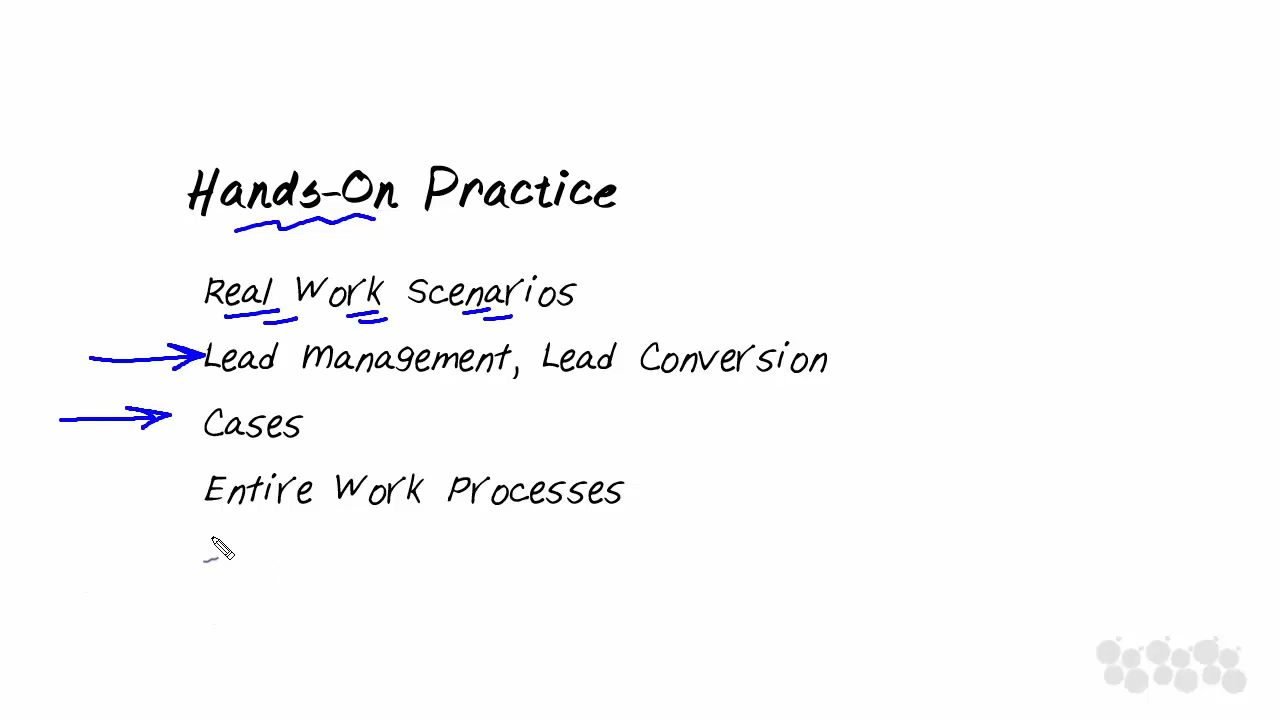 Hands-On Practice
Real Work Scenarios
Lead Management, Lead Conversion
Cases
Entire Work Processes